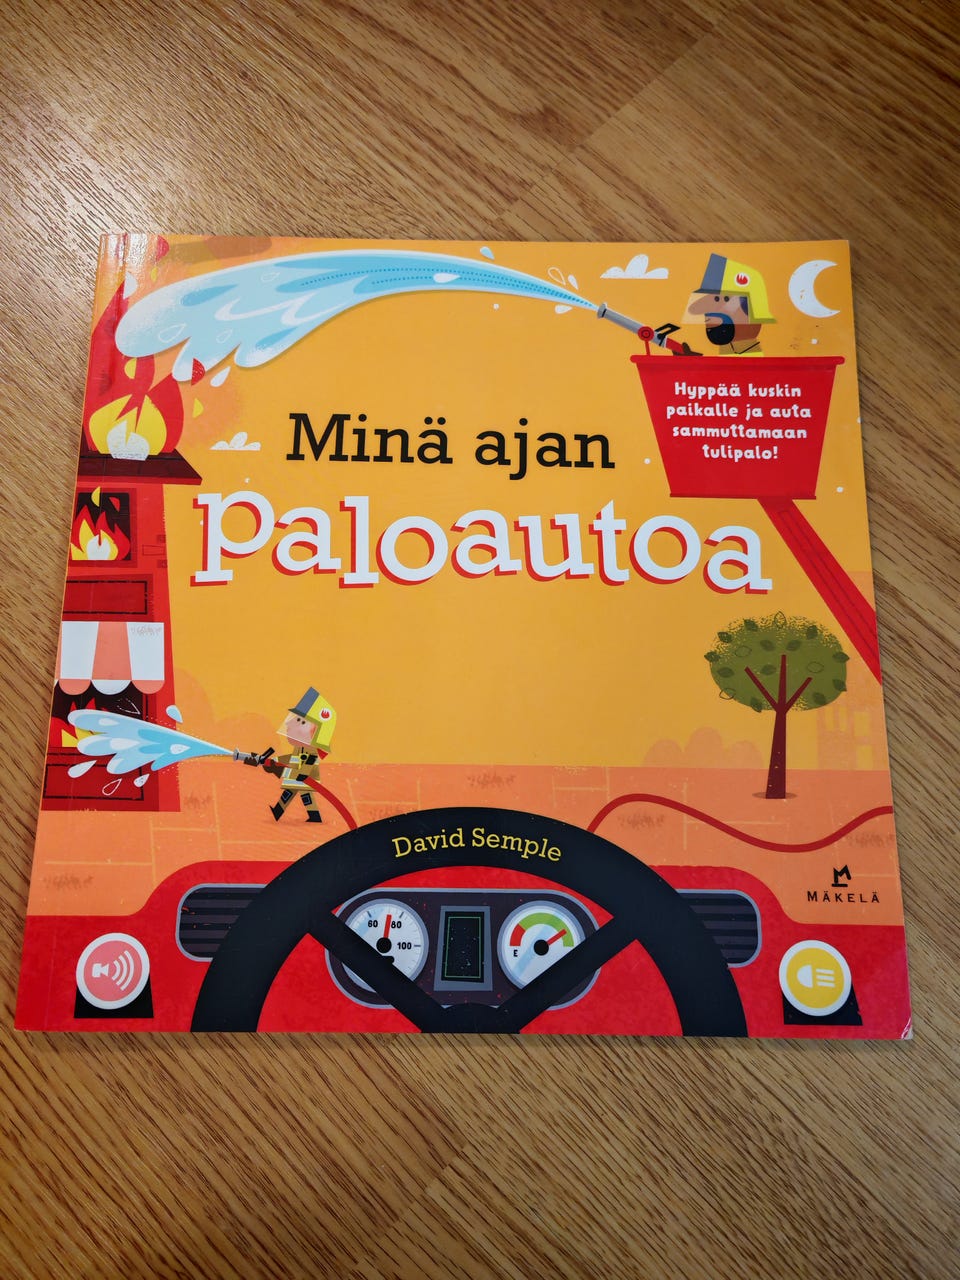 Hyppää kuskin
paikalle ja auta
sammuttamaan
tulipalo!
Minä ajan
paloautoa
David Semple
MÄKELÄ
60 80
100
E